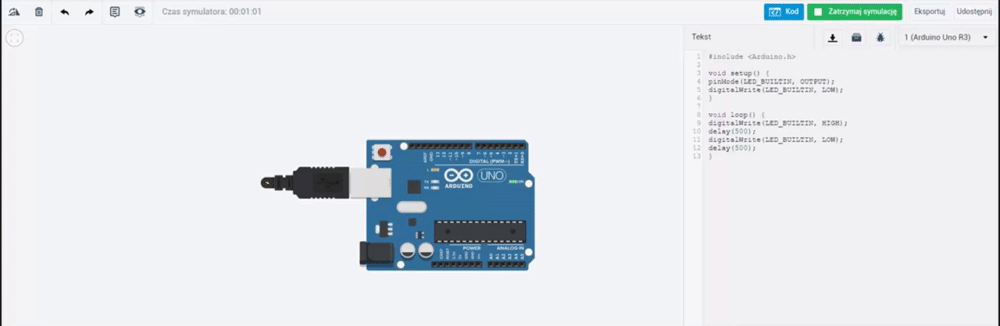 Czas symulatora: 00:01:01
Kod
Zatrzymaj symulację
Eksportuj
Udostępnij
Tekst
1 (Arduino Uno R3)
1 #include <Arduino.h>
2
3 void setup() {
4 pinMode(LED_BUILTIN, OUTPUT);
5 digitalWrite(LED_BUILTIN, LOW);
6 }
7
8 void loop() {
9 digitalWrite(LED_BUILTIN, HIGH);
10 delay(500);
11 digitalWrite(LED_BUILTIN, LOW);
12 delay(500);
13 }
DIGITAL (PWM~)
UNO
ARDUINO
POWER
ANALOG IN